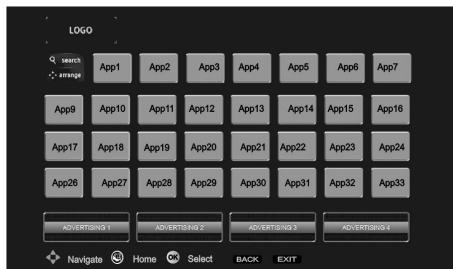 LOGO
search
arrange
App1 App2 App3 App4 App5 App6 App7
App9 App10 App11 App12 App13 App14 App15 App16
App17 App18 App19 App20 App21 App22 App23 App24
App26 App27 App28 App29 App30 App31 App32 App33
ADVERTISING 1 ADVERTISING 2 ADVERTISING 3 ADVERTISING 4
Navigate Home OK Select BACK EXIT